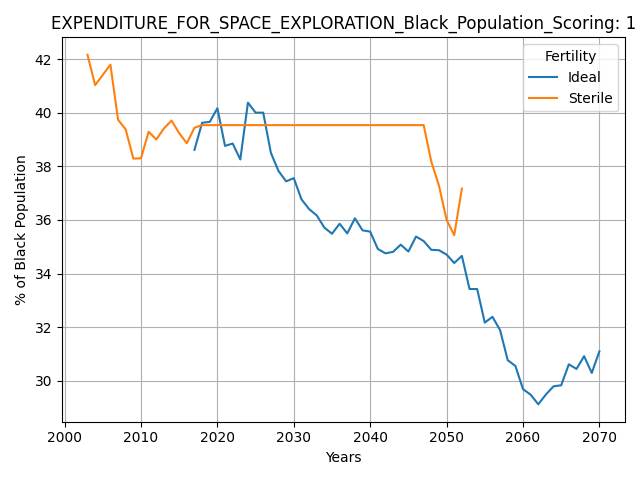 EXPENDITURE_FOR_SPACE_EXPLORATION_Black_Population_Scoring: 1
Fertility
Ideal
Sterile
% of Black Population
42
40
38
36
34
32
30
2000 2010 2020 2030 2040 2050 2060 2070
Years